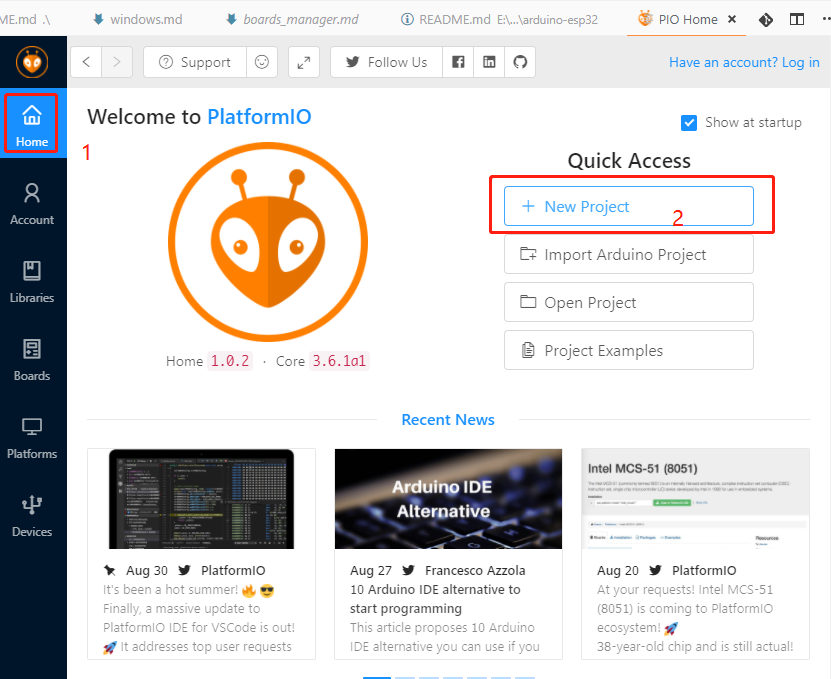 ME.md .\
windows.md
boards_manager.md
README.md E:\...\arduino-esp32
PIO Home
Support
Follow Us
Have an account? Log in
Home
Account
Libraries
Boards
Platforms
Devices
1
Welcome to PlatformIO
Show at startup
Home 1.0.2 · Core 3.6.1a1
Quick Access
New Project
2
Import Arduino Project
Open Project
Project Examples
Recent News
Aug 30 PlatformIO
It's been a hot summer! 🔥 😎
Finally, a massive update to
PlatformIO IDE for VSCode is out!
🚀 It addresses top user requests
Arduino IDE
Alternative
Aug 27 Francesco Azzola
10 Arduino IDE alternative to
start programming
This article proposes 10 Arduino
IDE alternative you can use if you
Intel MCS-51 (8051)
Resources
Aug 20 PlatformIO
At your requests! Intel MCS-51
(8051) is coming to PlatformIO
ecosystem! 🚀
38-year-old chip and is still actual!